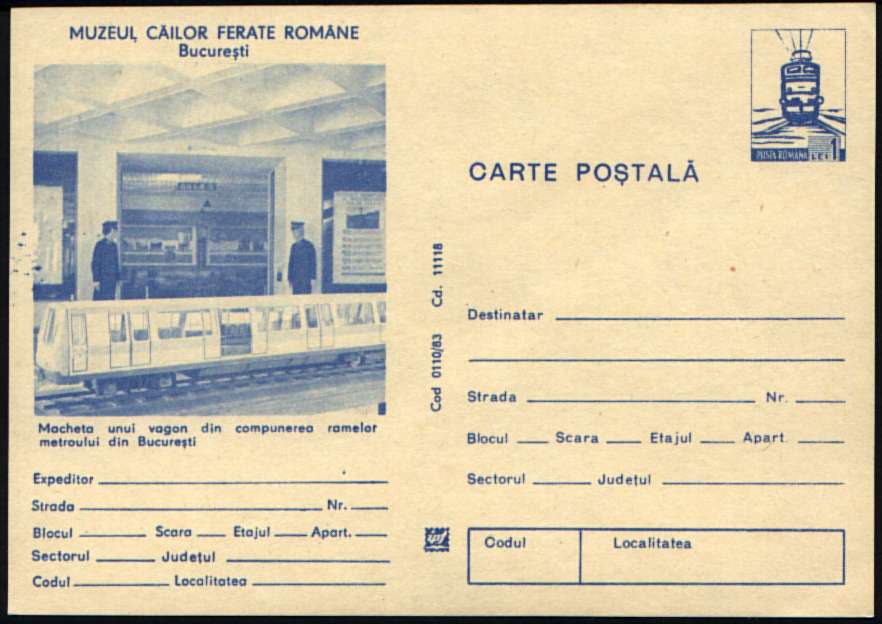 MUZEUL CĂILOR FERATE ROMÂNE
București
Macheta unui vagon din compunerea ramelor
metroului din București
Expeditor
Strada Nr.
Blocul Scara Etajul Apart.
Sectorul Județul
Codul Localitatea
Cod 0110/83 Cd. 11118
POȘTA ROMÂNĂ LEI 1
CARTE POȘTALĂ
Destinatar
Strada Nr.
Blocul Scara Etajul Apart.
Sectorul Județul
Codul Localitatea